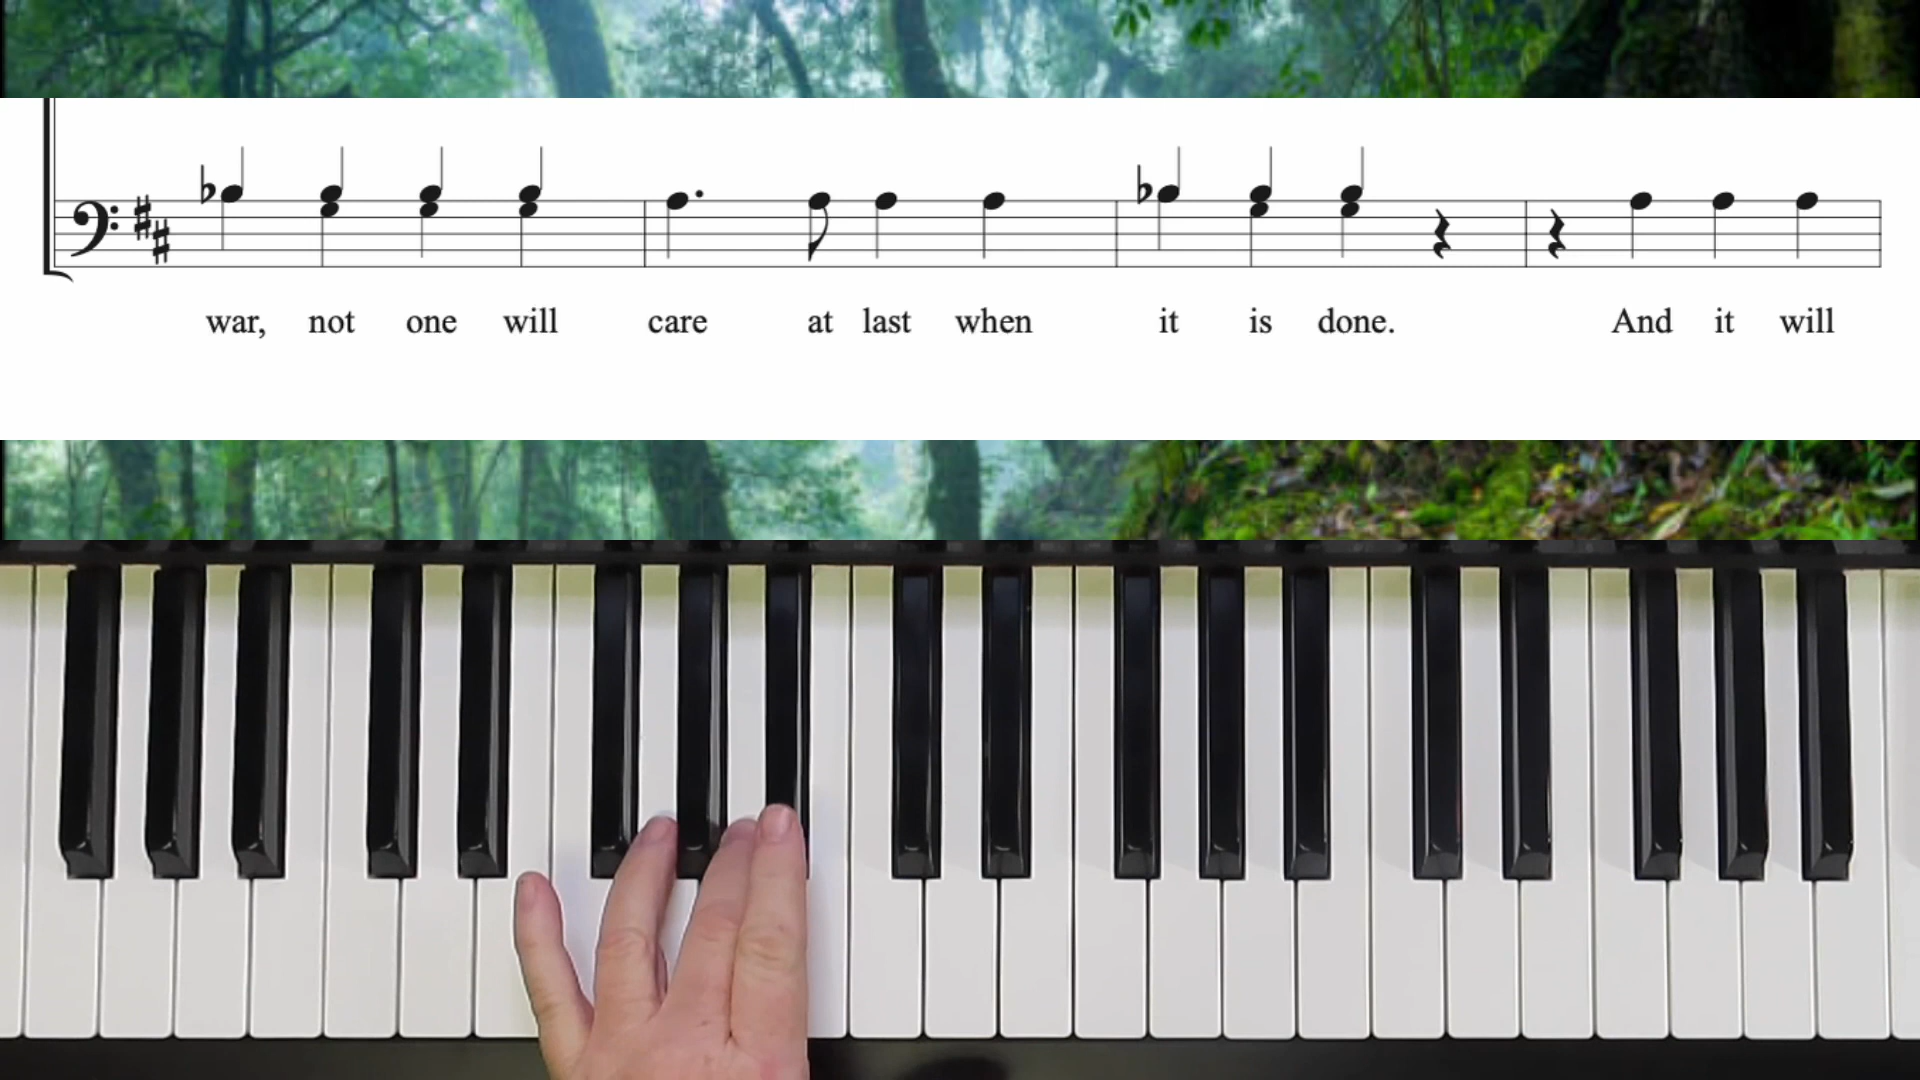 war, not one will care at last when it is done. And it will